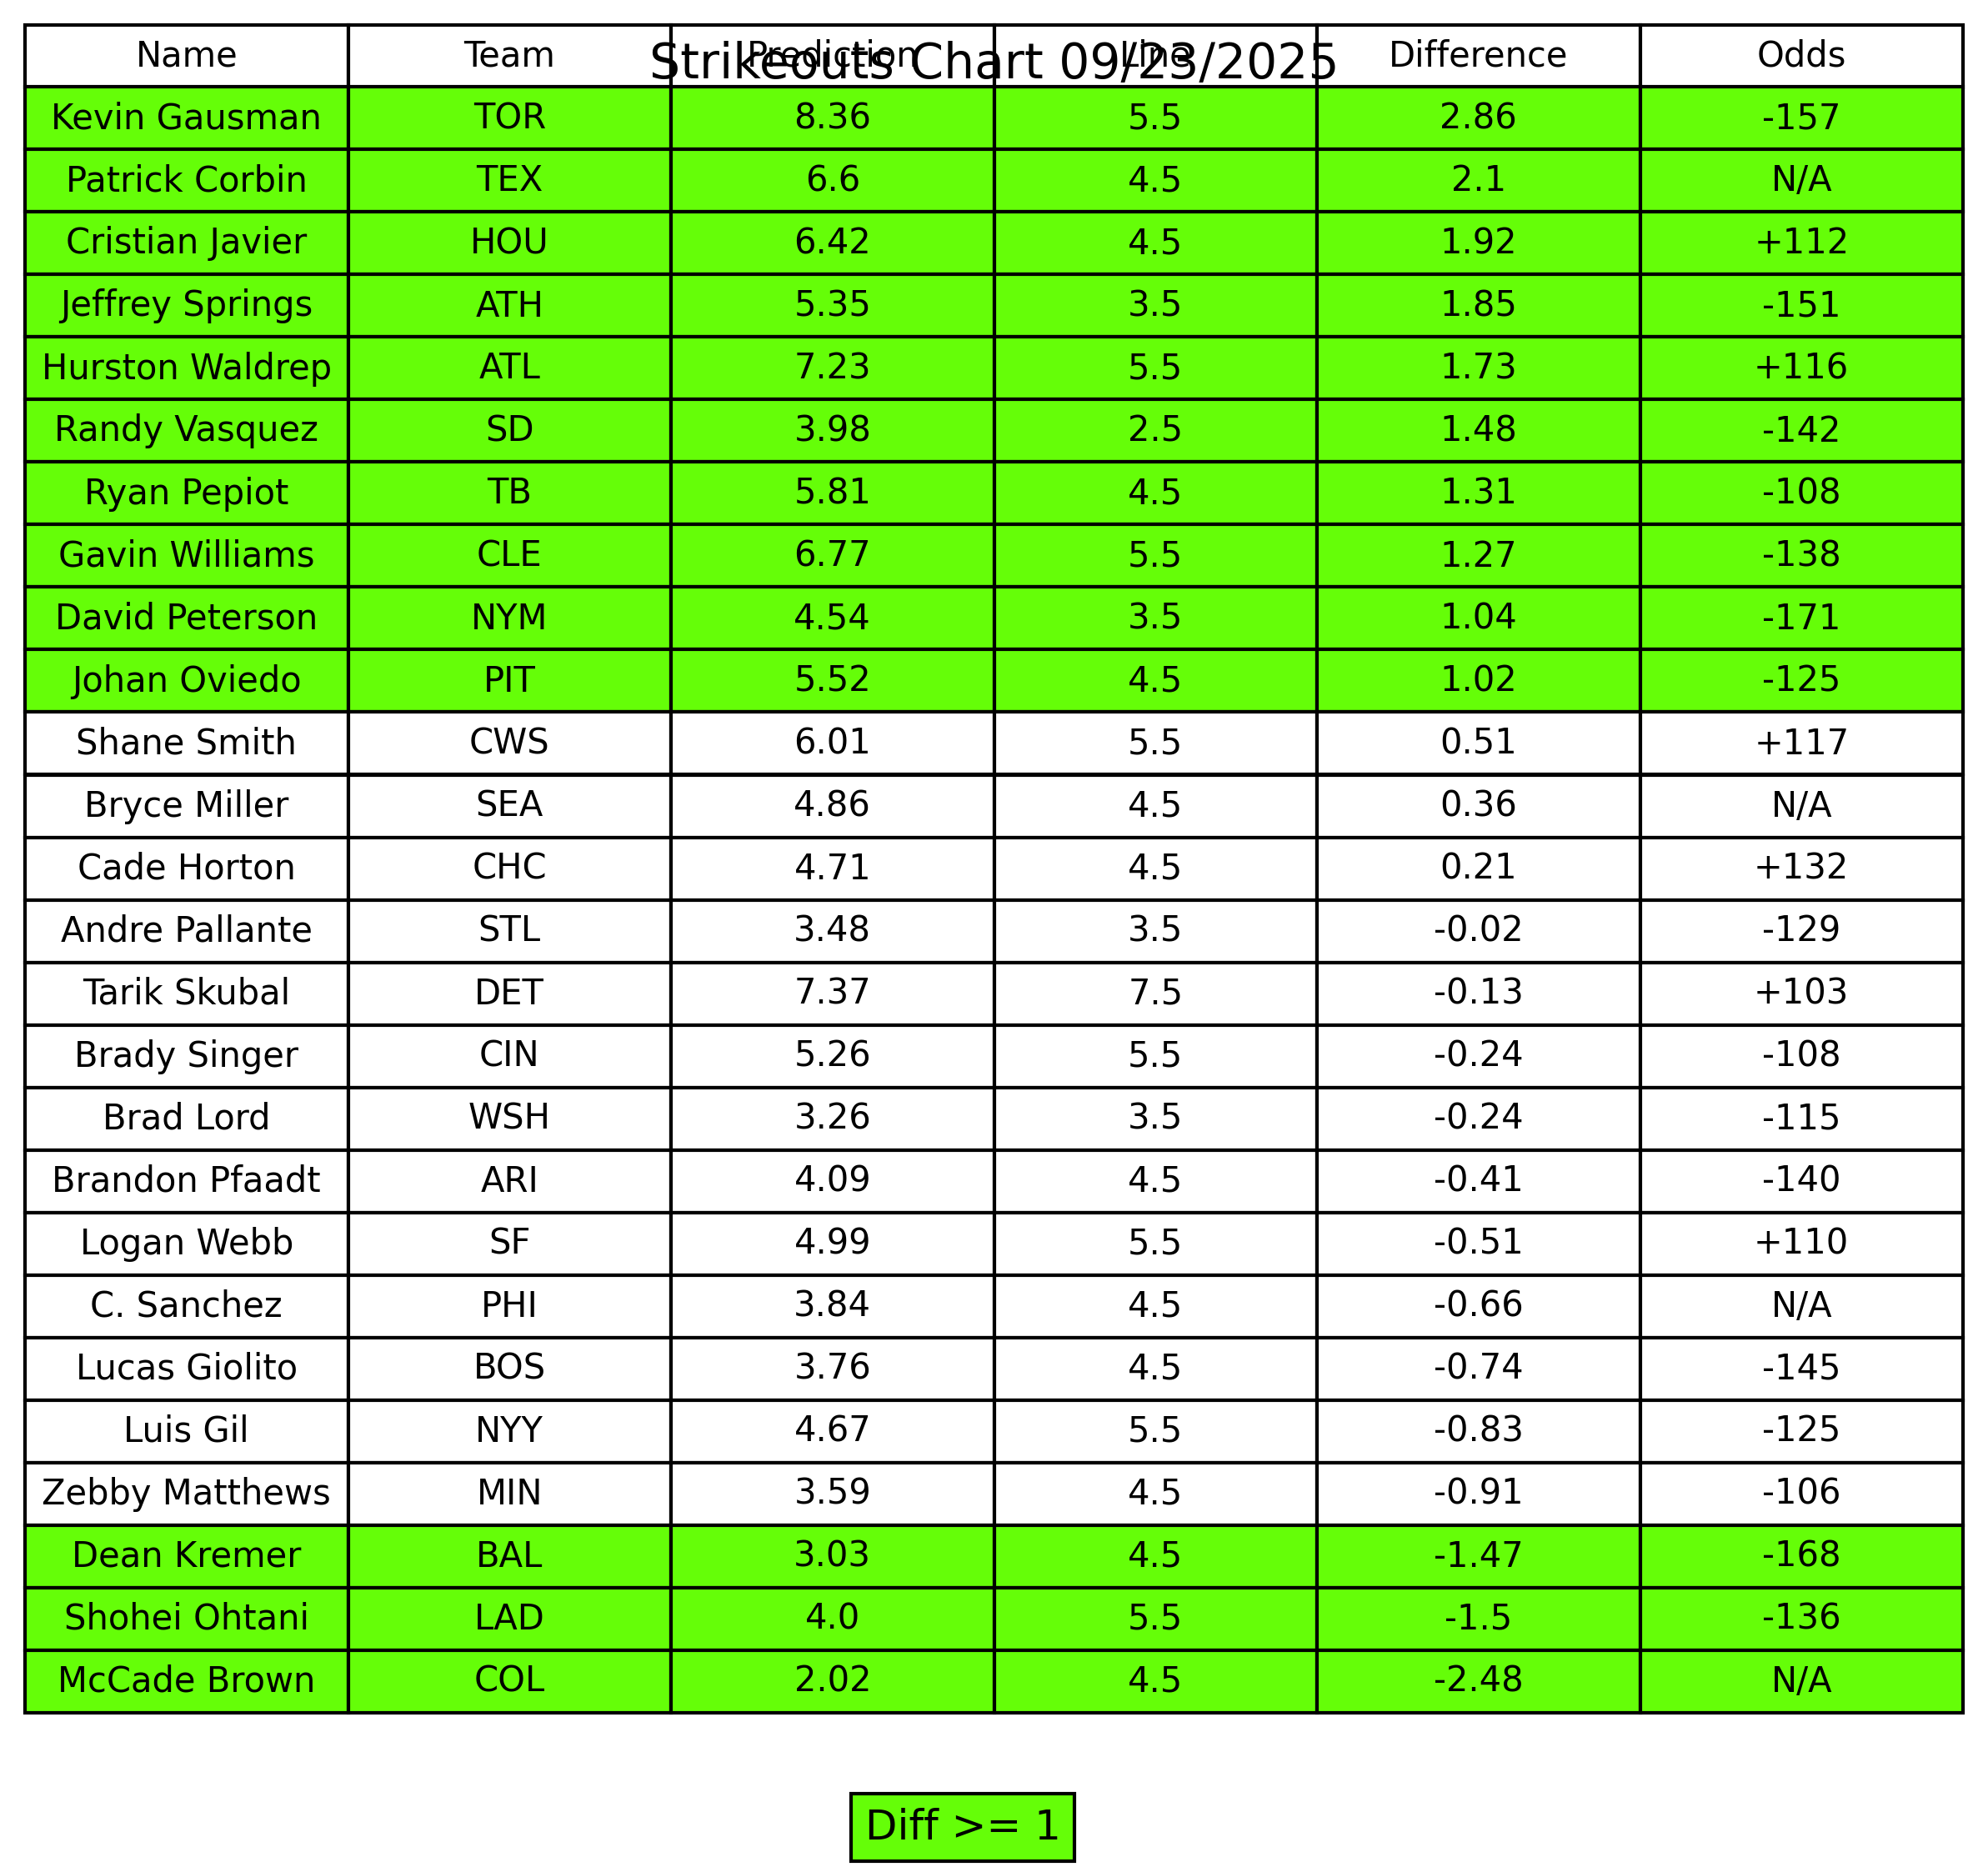 Strikeouts Chart 09/23/2025
Name Team Prediction Line Difference Odds
Kevin Gausman TOR 8.36 5.5 2.86 -157
Patrick Corbin TEX 6.6 4.5 2.1 N/A
Cristian Javier HOU 6.42 4.5 1.92 +112
Jeffrey Springs ATH 5.35 3.5 1.85 -151
Hurston Waldrep ATL 7.23 5.5 1.73 +116
Randy Vasquez SD 3.98 2.5 1.48 -142
Ryan Pepiot TB 5.81 4.5 1.31 -108
Gavin Williams CLE 6.77 5.5 1.27 -138
David Peterson NYM 4.54 3.5 1.04 -171
Johan Oviedo PIT 5.52 4.5 1.02 -125
Shane Smith CWS 6.01 5.5 0.51 +117
Bryce Miller SEA 4.86 4.5 0.36 N/A
Cade Horton CHC 4.71 4.5 0.21 +132
Andre Pallante STL 3.48 3.5 -0.02 -129
Tarik Skubal DET 7.37 7.5 -0.13 +103
Brady Singer CIN 5.26 5.5 -0.24 -108
Brad Lord WSH 3.26 3.5 -0.24 -115
Brandon Pfaadt ARI 4.09 4.5 -0.41 -140
Logan Webb SF 4.99 5.5 -0.51 +110
C. Sanchez PHI 3.84 4.5 -0.66 N/A
Lucas Giolito BOS 3.76 4.5 -0.74 -145
Luis Gil NYY 4.67 5.5 -0.83 -125
Zebby Matthews MIN 3.59 4.5 -0.91 -106
Dean Kremer BAL 3.03 4.5 -1.47 -168
Shohei Ohtani LAD 4.0 5.5 -1.5 -136
McCade Brown COL 2.02 4.5 -2.48 N/A
Diff >= 1